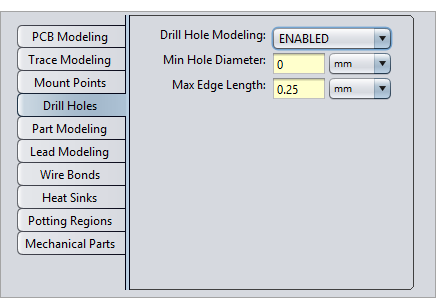 PCB Modeling
Trace Modeling
Mount Points
Drill Holes
Part Modeling
Lead Modeling
Wire Bonds
Heat Sinks
Potting Regions
Mechanical Parts
Drill Hole Modeling: ENABLED
Min Hole Diameter: 0 mm
Max Edge Length: 0.25 mm